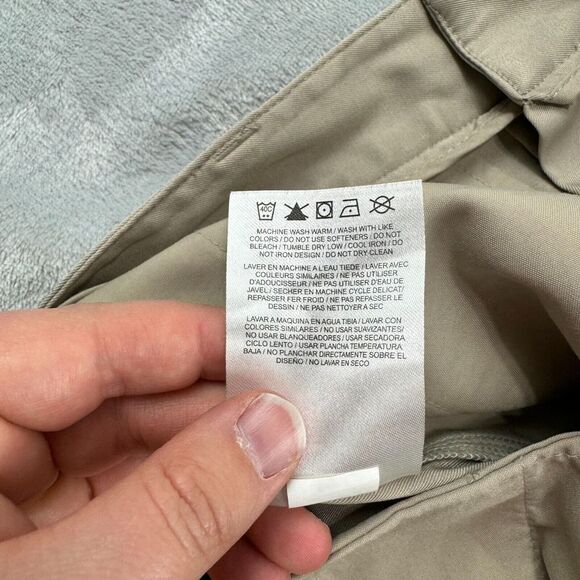 40C
MACHINE WASH WARM / WASH WITH LIKE
COLORS / DO NOT USE SOFTENERS / DO NOT
BLEACH / TUMBLE DRY LOW / COOL IRON / DO
NOT IRON DESIGN / DO NOT DRY CLEAN
LAVER EN MACHINE A L'EAU TIEDE / LAVER AVEC
COULEURS SIMILAIRES / NE PAS UTILISER
D'ADOUCISSEUR / NE PAS UTILISER D'EAU DE
JAVEL / SECHER EN MACHINE CYCLE DELICAT/
REPASSER FER FROID / NE PAS REPASSER LE
DESSIN / NE PAS NETTOYER A SEC
LAVAR A MAQUINA EN AGUA TIBIA / LAVAR CON
COLORES SIMILARES / NO USAR SUAVIZANTES/
NO USAR BLANQUEADORES / USAR SECADORA
CICLO LENTO / USAR PLANCHA TEMPERATURA
BAJA / NO PLANCHAR DIRECTAMENTE SOBRE EL
DISEÑO / NO LAVAR EN SECO